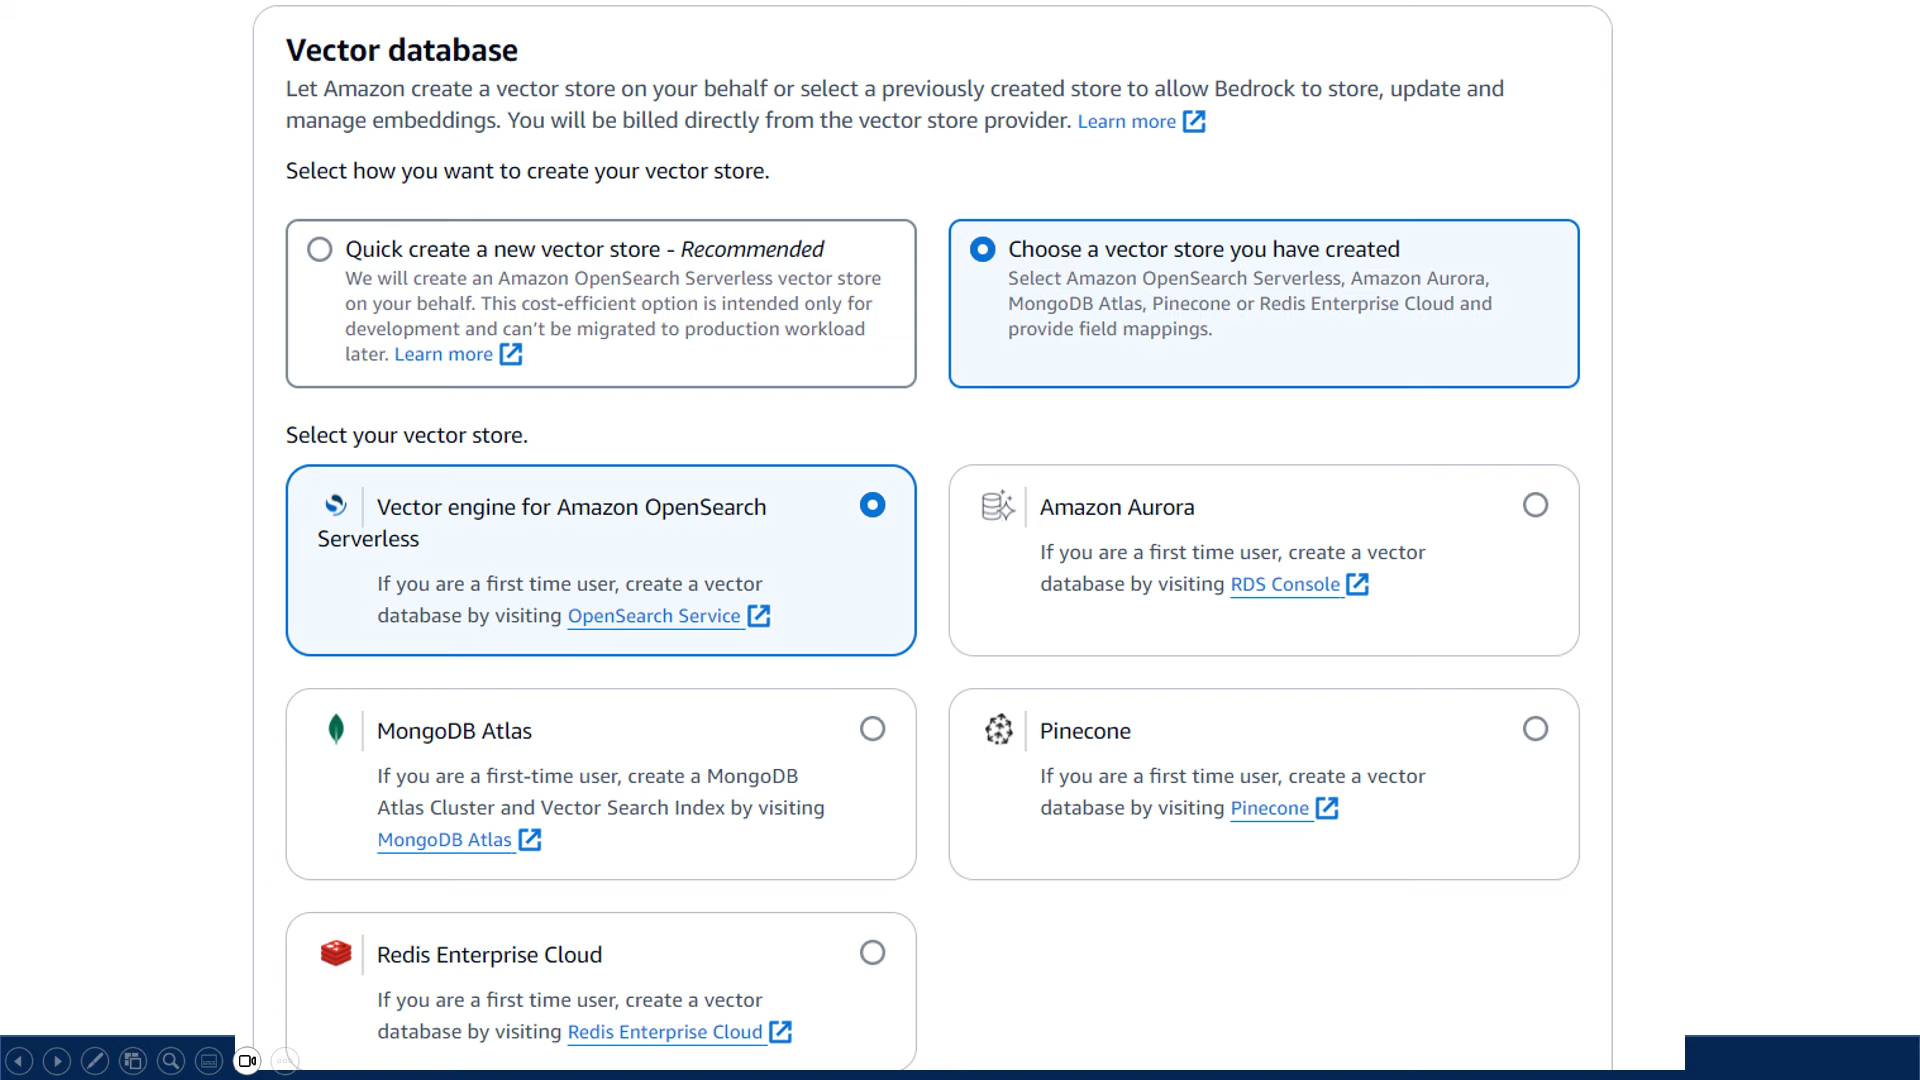 Vector database
Let Amazon create a vector store on your behalf or select a previously created store to allow Bedrock to store, update and
manage embeddings. You will be billed directly from the vector store provider. Learn more
Select how you want to create your vector store.
Quick create a new vector store - Recommended
We will create an Amazon OpenSearch Serverless vector store
on your behalf. This cost-efficient option is intended only for
development and can't be migrated to production workload
later. Learn more
Choose a vector store you have created
Select Amazon OpenSearch Serverless, Amazon Aurora,
MongoDB Atlas, Pinecone or Redis Enterprise Cloud and
provide field mappings.
Select your vector store.
Vector engine for Amazon OpenSearch
Serverless
If you are a first time user, create a vector
database by visiting OpenSearch Service
Amazon Aurora
If you are a first time user, create a vector
database by visiting RDS Console
MongoDB Atlas
If you are a first-time user, create a MongoDB
Atlas Cluster and Vector Search Index by visiting
MongoDB Atlas
Pinecone
If you are a first time user, create a vector
database by visiting Pinecone
Redis Enterprise Cloud
If you are a first time user, create a vector
database by visiting Redis Enterprise Cloud